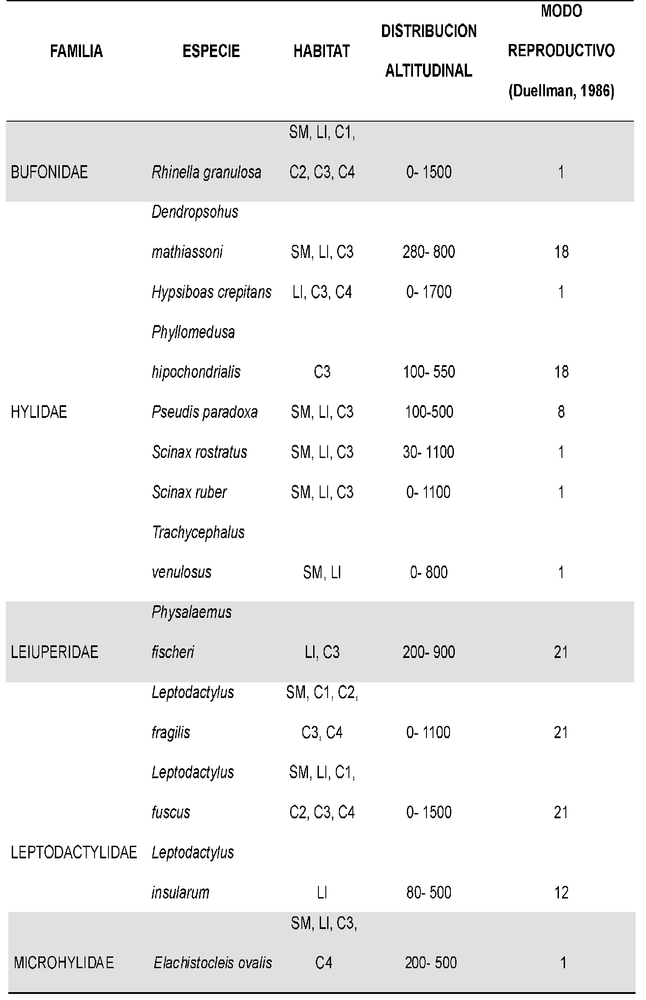 FAMILIA ESPECIE HABITAT DISTRIBUCION ALTITUDINAL MODO REPRODUCTIVO (Duellman, 1986)
SM, LI, C1,
BUFONIDAE Rhinella granulosa C2, C3, C4 0- 1500 1
Dendropsohus
mathiassoni SM, LI, C3 280- 800 18
Hypsiboas crepitans LI, C3, C4 0- 1700 1
Phyllomedusa
hipochondrialis C3 100- 550 18
HYLIDAE Pseudis paradoxa SM, LI, C3 100-500 8
Scinax rostratus SM, LI, C3 30- 1100 1
Scinax ruber SM, LI, C3 0- 1100 1
Trachycephalus
venulosus SM, LI 0- 800 1
Physalaemus
LEIUPERIDAE fischeri LI, C3 200- 900 21
Leptodactylus SM, C1, C2,
fragilis C3, C4 0- 1100 21
Leptodactylus SM, LI, C1,
fuscus C2, C3, C4 0- 1500 21
LEPTODACTYLIDAE Leptodactylus
insularum LI 80- 500 12
SM, LI, C3,
MICROHYLIDAE Elachistocleis ovalis C4 200- 500 1